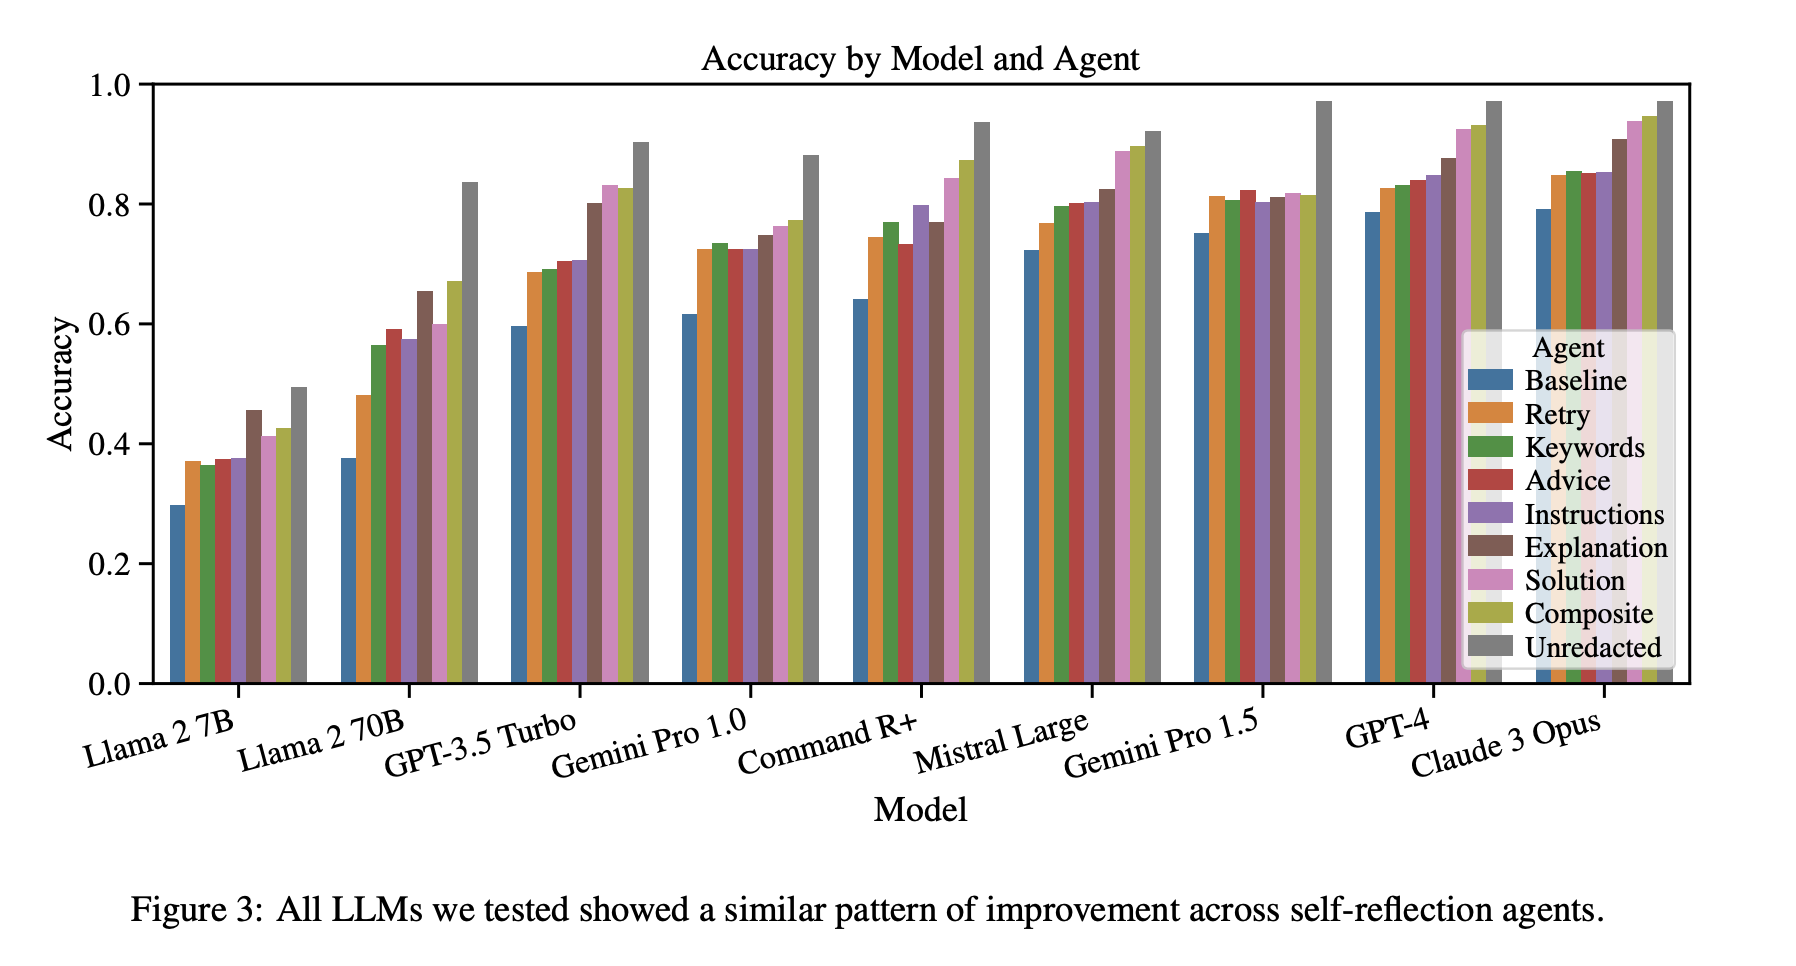 Accuracy by Model and Agent
1.0
0.8
0.6
0.4
0.2
0.0
Accuracy
Agent
Baseline
Retry
Keywords
Advice
Instructions
Explanation
Solution
Composite
Unredacted
Llama 2 7B
Llama 2 70B
GPT-3.5 Turbo
Gemini Pro 1.0
Command R+
Mistral Large
Gemini Pro 1.5
GPT-4
Claude 3 Opus
Model
Figure 3: All LLMs we tested showed a similar pattern of improvement across self-reflection agents.